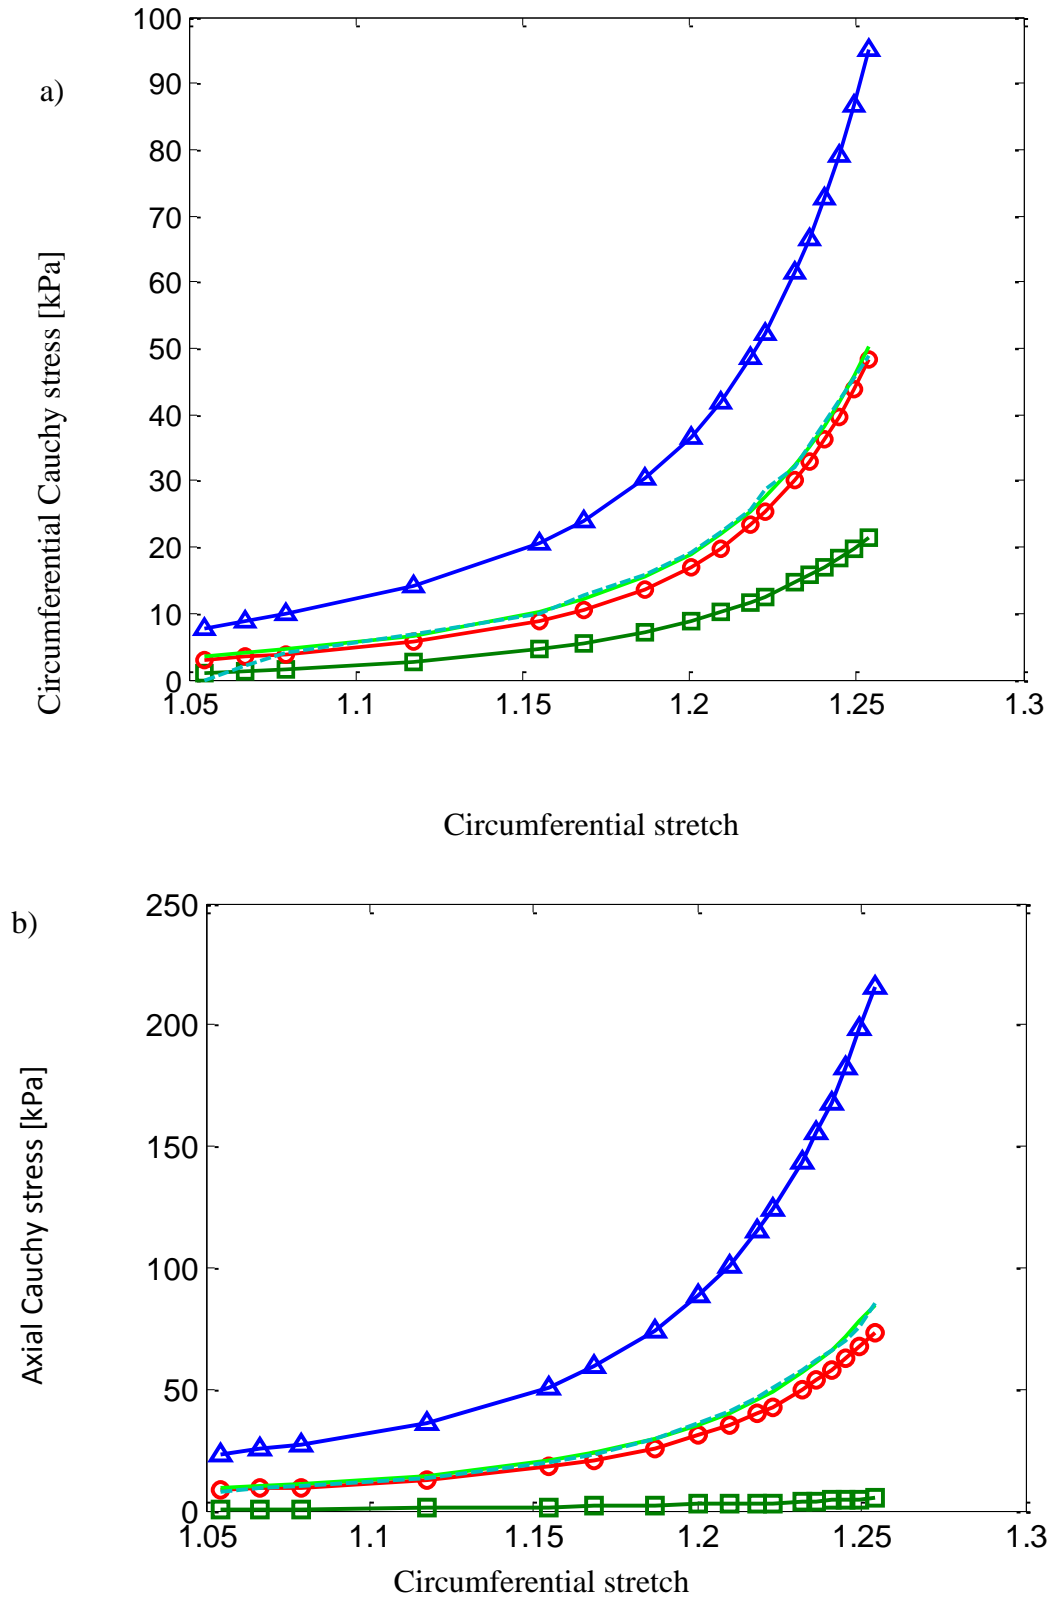 a)
Circumferential Cauchy stress [kPa]
100
90
80
70
60
50
40
30
20
10
0
1.05 1.1 1.15 1.2 1.25 1.3
Circumferential stretch
b)
Axial Cauchy stress [kPa]
250
200
150
100
50
0
1.05 1.1 1.15 1.2 1.25 1.3
Circumferential stretch